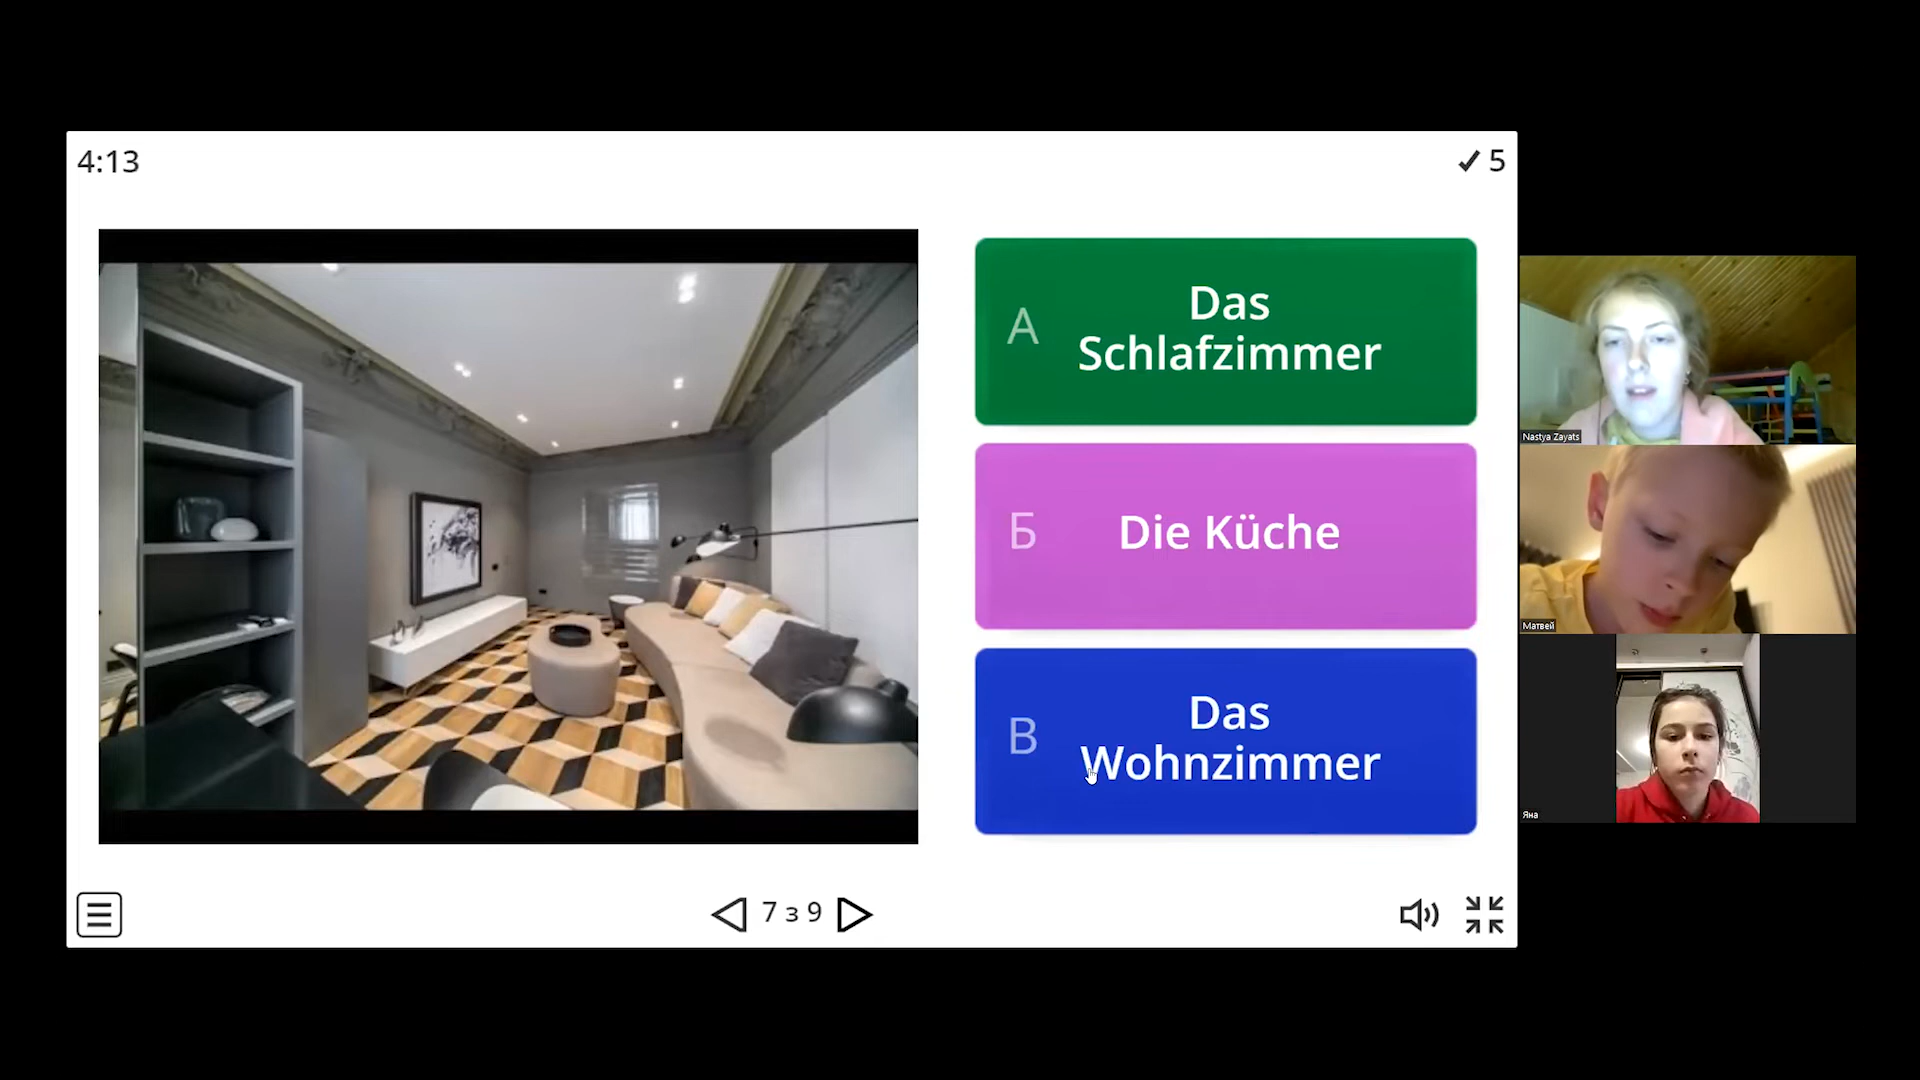 4:13
5
А
Das
Schlafzimmer
Б
Die Küche
В
Das
Wohnzimmer
7 з 9
Nastya Zayats
Матвей
Яна